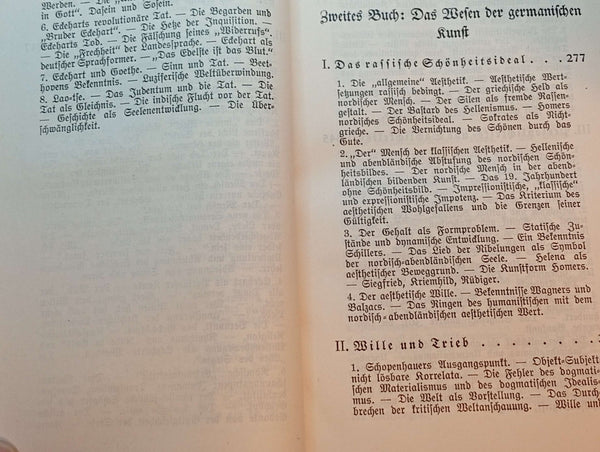 Werden. — Die Tat. — Die
in Gott“. Dasein und Sosein.
6. Eckeharts revolutionäre Tat. — Die Begarden und
„Bruder Eckehart“. — Die Hetze der Inquisition. —
Eckeharts Tod. — Die Fälschung seines „Widerrufs“.
— Die „Frechheit“ der Landessprache. — Eckehart als
deutscher Sprachformer. — „Das Edelste ist das Blut.“
7. Eckehart und Goethe. — Sinn und Tat. — Beet-
hovens Bekenntnis. — Luziferische Weltüberwindung.
8. Lao-tse. — Das Judentum und die Tat. — Die
Tat als Gleichnis. — Die indische Flucht vor der Tat.
— Geschichte als Seelenentwicklung. — Die Über-
schwänglichkeit.
Zweites Buch: Das Wesen der germanischen
Kunst
I. Das rassische Schönheitsideal . . . 277
1. Die „allgemeine“ Aesthetik. — Aesthetische Wert-
setzungen rassisch bedingt. — Der griechische Held als
nordischer Mensch. — Der Silen als fremde Rassen-
gestalt. — Der Bastard des Hellenismus. — Homers
nordisches Schönheitsideal. — Sokrates als Nicht-
grieche. — Die Vernichtung des Schönen durch das
Gute.
2. „Der“ Mensch der klassischen Aesthetik. — Hellenische
und abendländische Abstufung des nordischen Schön-
heitsbildes. — Der nordische Mensch in der abend-
ländischen bildenden Kunst. — Das 19. Jahrhundert
ohne Schönheitsbild. — Impressionistische, „klassische“
und expressionistische Impotenz. — Das Kriterium des
aesthetischen Wohlgefallens und die Grenzen seiner
Gültigkeit.
3. Der Gehalt als Formproblem. — Statische Zu-
stände und dynamische Entwicklung. — Ein Bekenntnis
Schillers. — Das Lied der Nibelungen als Symbol
der nordisch-abendländischen Seele. — Helena als
aesthetischer Beweggrund. — Die Kunstform Homers.
— Siegfried, Kriemhild, Rüdiger.
4. Der aesthetische Wille. — Bekenntnisse Wagners und
Balzacs. — Das Ringen des humanistischen mit dem
nordisch-abendländischen aesthetischen Wert.
II. Wille und Trieb . . . . . . . .
1. Schopenhauers Ausgangspunkt. — Objekt-Subjekt
nicht lösbare Korrelata. — Die Fehler des dogmati-
schen Materialismus und des dogmatischen Idealis-
mus. — Die Welt als Vorstellung. — Das Durch-
brechen der kritischen Weltanschauung. — Wille und